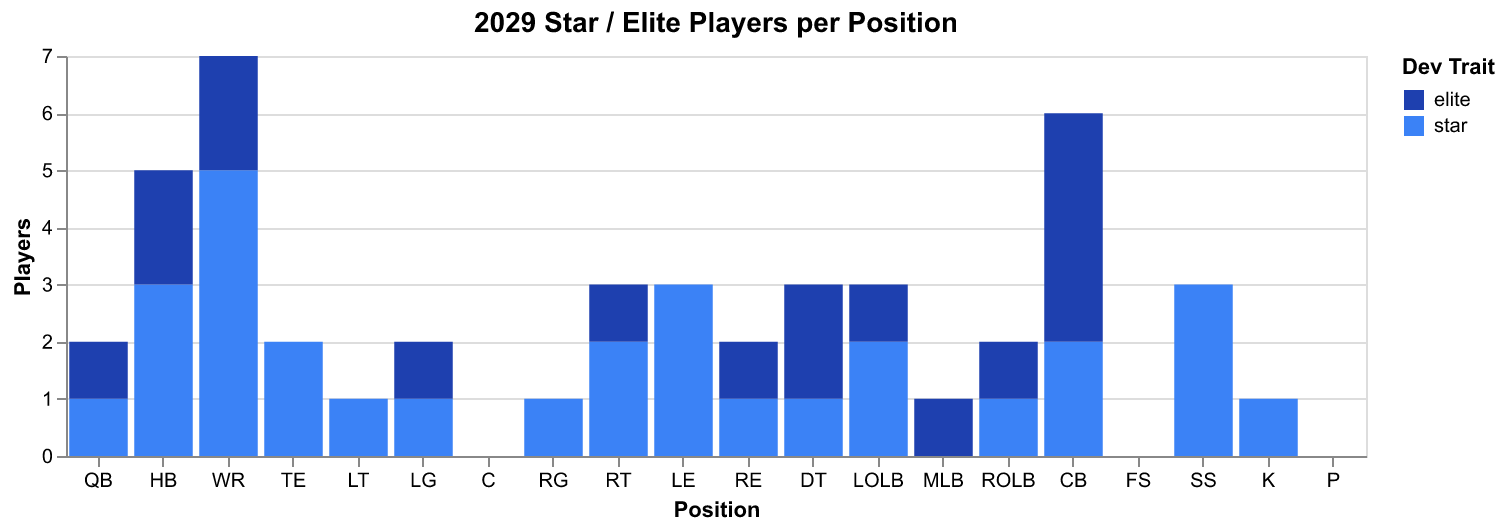 2029 Star / Elite Players per Position
7
6
5
4
3
2
1
0
Players
QB HB WR TE LT LG C RG RT LE RE DT LOLB MLB ROLB CB FS SS K P
Position
Dev Trait
elite
star